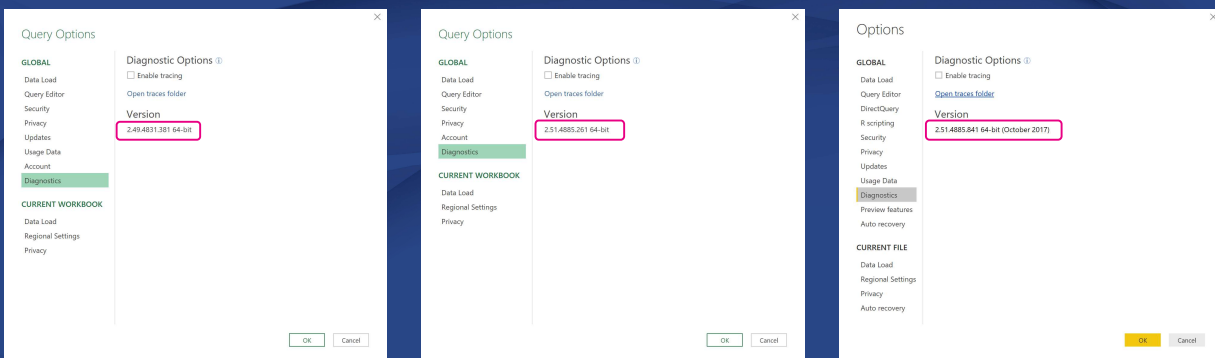 Query Options
GLOBAL
Data Load
Query Editor
Security
Privacy
Updates
Usage Data
Account
Diagnostics
CURRENT WORKBOOK
Data Load
Regional Settings
Privacy
Diagnostic Options
Enable tracing
Open traces folder
Version
2.49.4831.381 64-bit
OK
Cancel
Query Options
GLOBAL
Data Load
Query Editor
Security
Privacy
Account
Diagnostics
CURRENT WORKBOOK
Data Load
Regional Settings
Privacy
Diagnostic Options
Enable tracing
Open traces folder
Version
2.51.4885.261 64-bit
OK
Cancel
Options
GLOBAL
Data Load
Query Editor
DirectQuery
R scripting
Security
Privacy
Updates
Usage Data
Diagnostics
Preview features
Auto recovery
CURRENT FILE
Data Load
Regional Settings
Privacy
Auto recovery
Diagnostic Options
Enable tracing
Open traces folder
Version
2.51.4885.841 64-bit (October 2017)
OK
Cancel